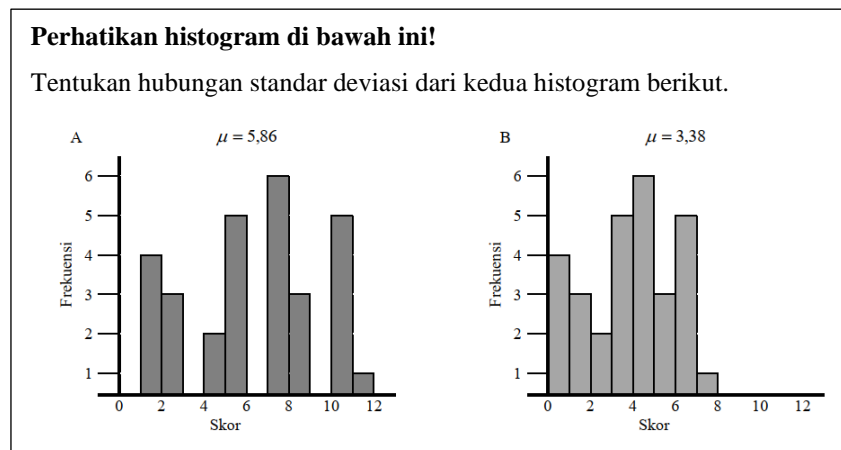 Perhatikan histogram di bawah ini!
Tentukan hubungan standar deviasi dari kedua histogram berikut.
A
μ = 5,86
6
5
4
3
2
1
Frekuensi
0 2 4 6 8 10 12
Skor
B
μ = 3,38
6
5
4
3
2
1
Frekuensi
0 2 4 6 8 10 12
Skor